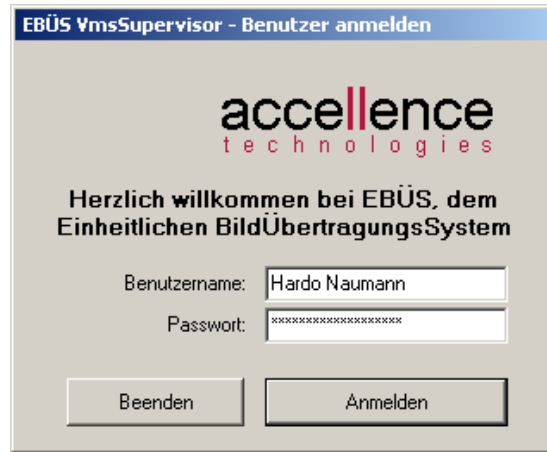 EBÜS VmsSupervisor - Benutzer anmelden
accellence
technologies
Herzlich willkommen bei EBÜS, dem
Einheitlichen BildÜbertragungsSystem
Benutzername: Hardo Naumann
Passwort: *******************
Beenden Anmelden